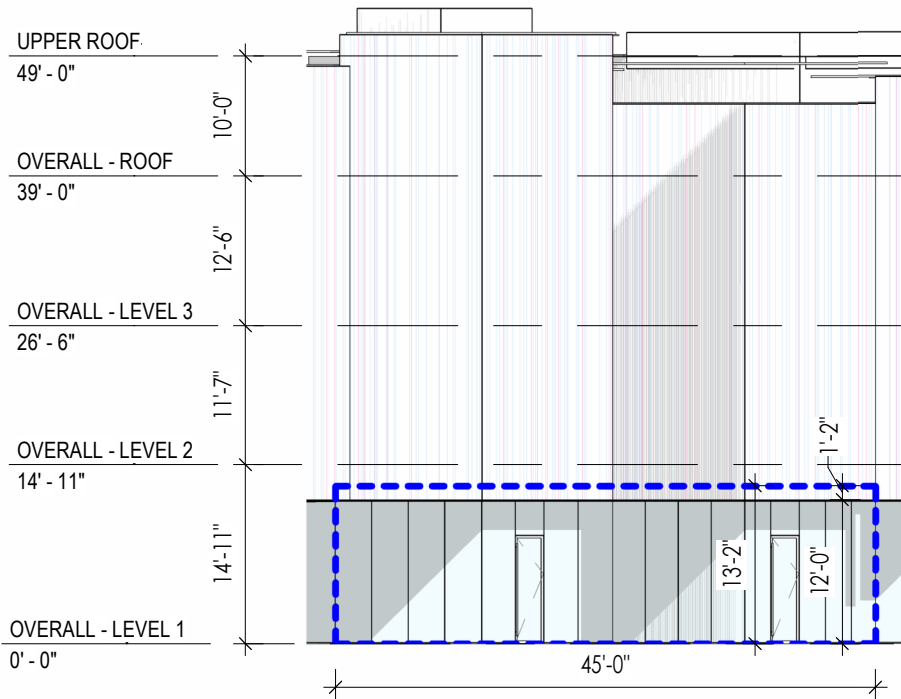 UPPER ROOF
49' - 0"
10'-0"
OVERALL - ROOF
39' - 0"
12'-6"
OVERALL - LEVEL 3
26' - 6"
11'-7"
OVERALL - LEVEL 2
14' - 11"
1'-2"
14'-11"
13'-2"
12'-0"
OVERALL - LEVEL 1
0' - 0"
45'-0"